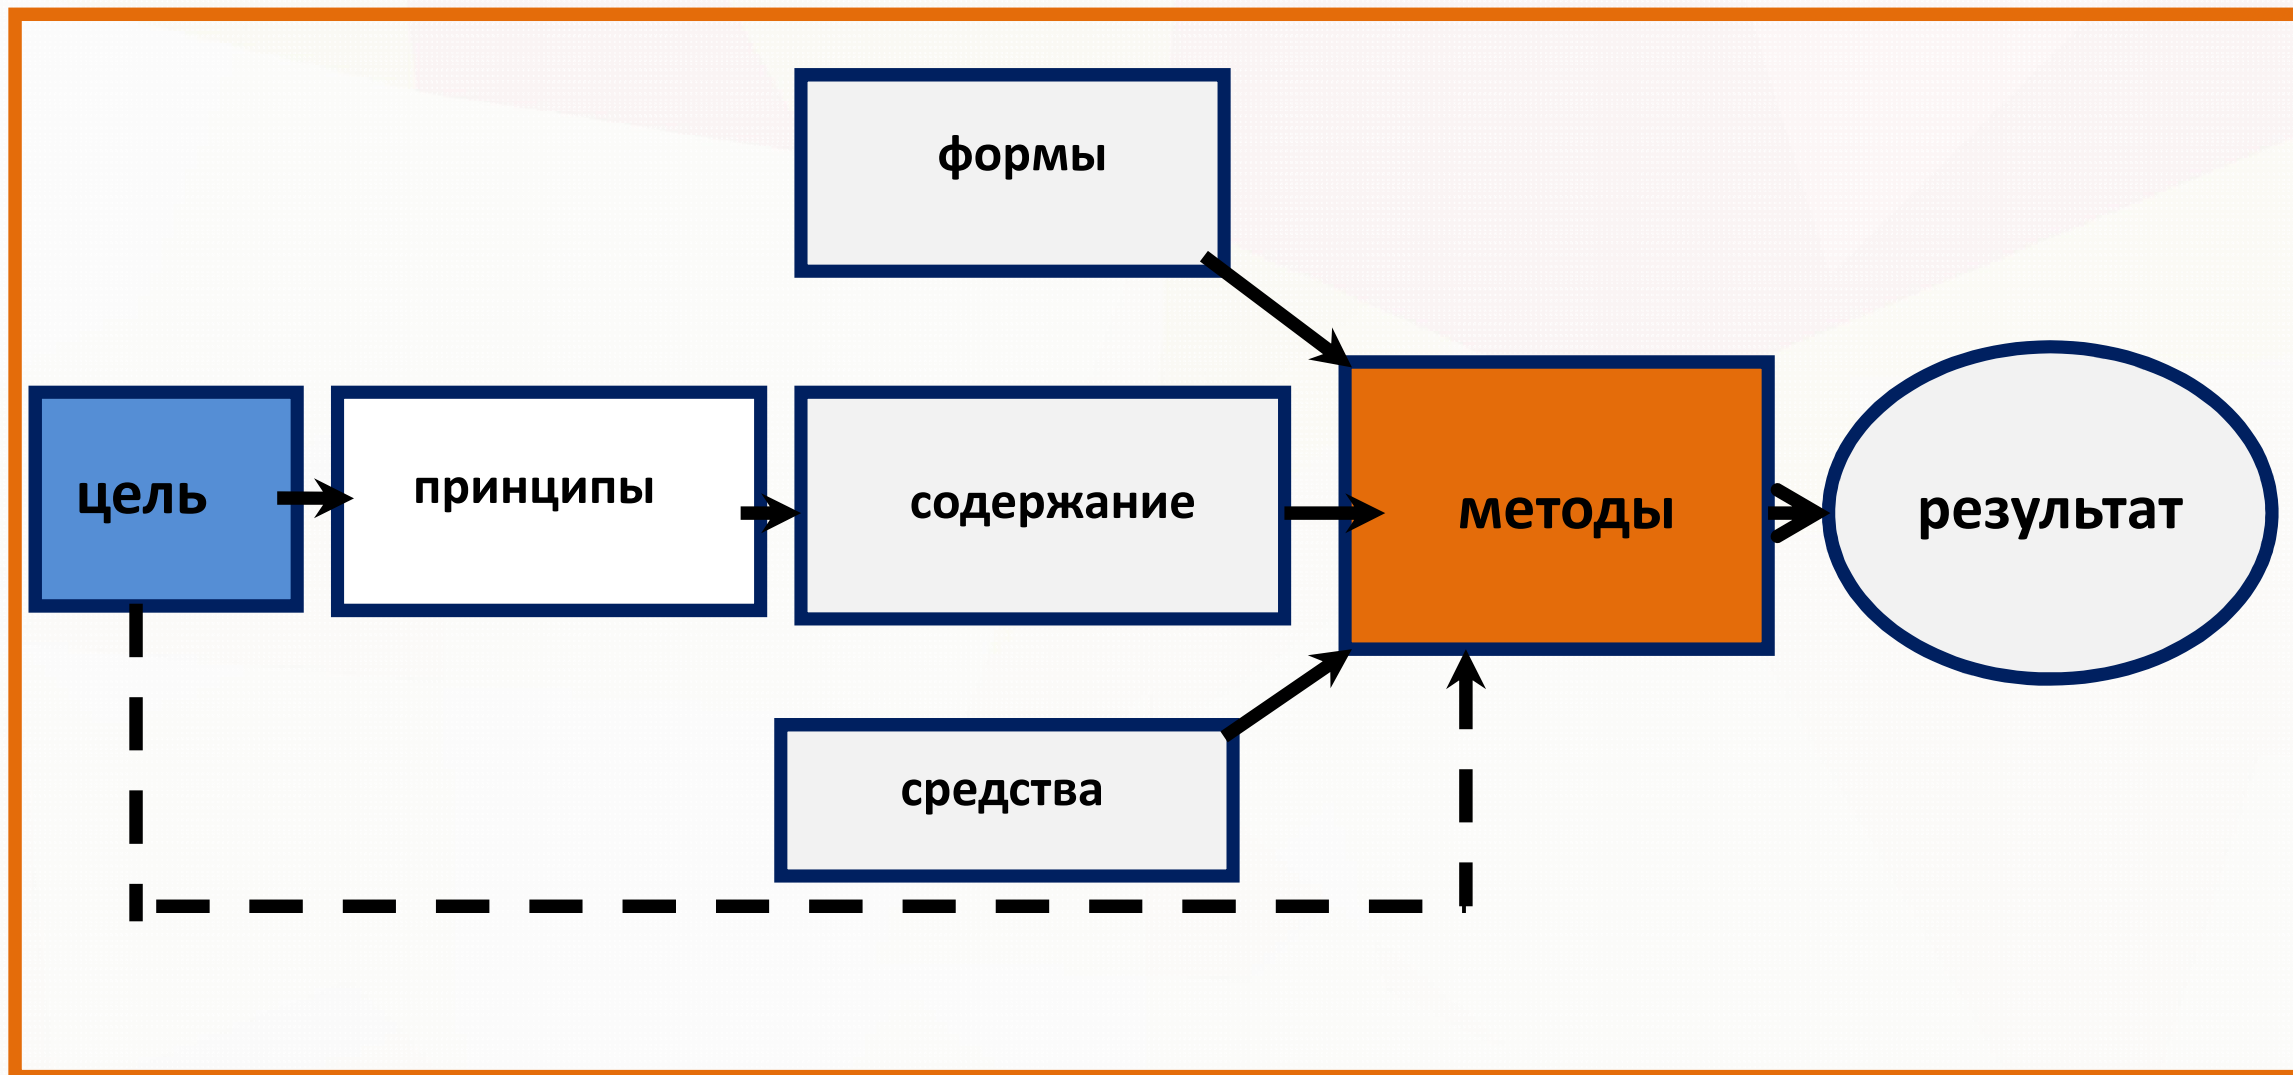 формы
цель
принципы
содержание
методы
результат
средства